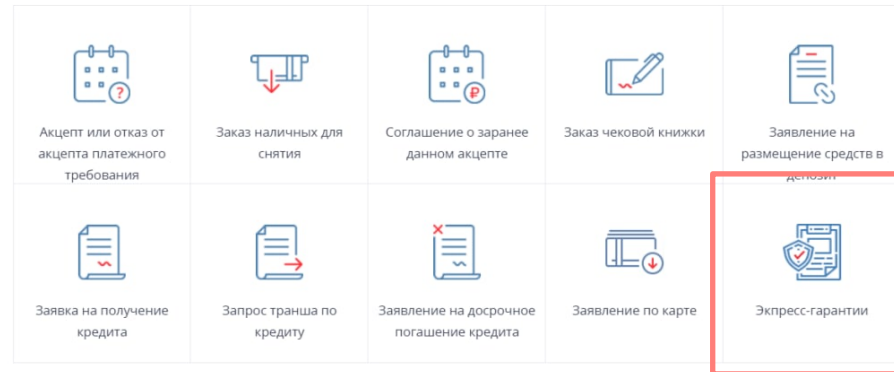 Акцепт или отказ от
акцепта платежного
требования
Заказ наличных для
снятия
Соглашение о заранее
данном акцепте
Заказ чековой книжки
Заявление на
размещение средств в
депозит
Заявка на получение
кредита
Запрос транша по
кредиту
Заявление на досрочное
погашение кредита
Заявление по карте
Экпресс-гарантии